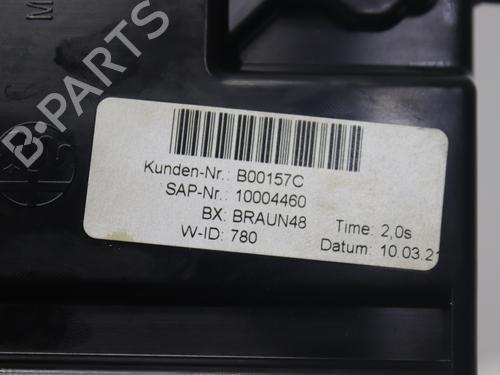 Kunden-Nr.: B00157C
SAP-Nr.: 10004460
BX: BRAUN48
W-ID: 780
Time: 2,0s
Datum: 10.03.21
B-PARTS